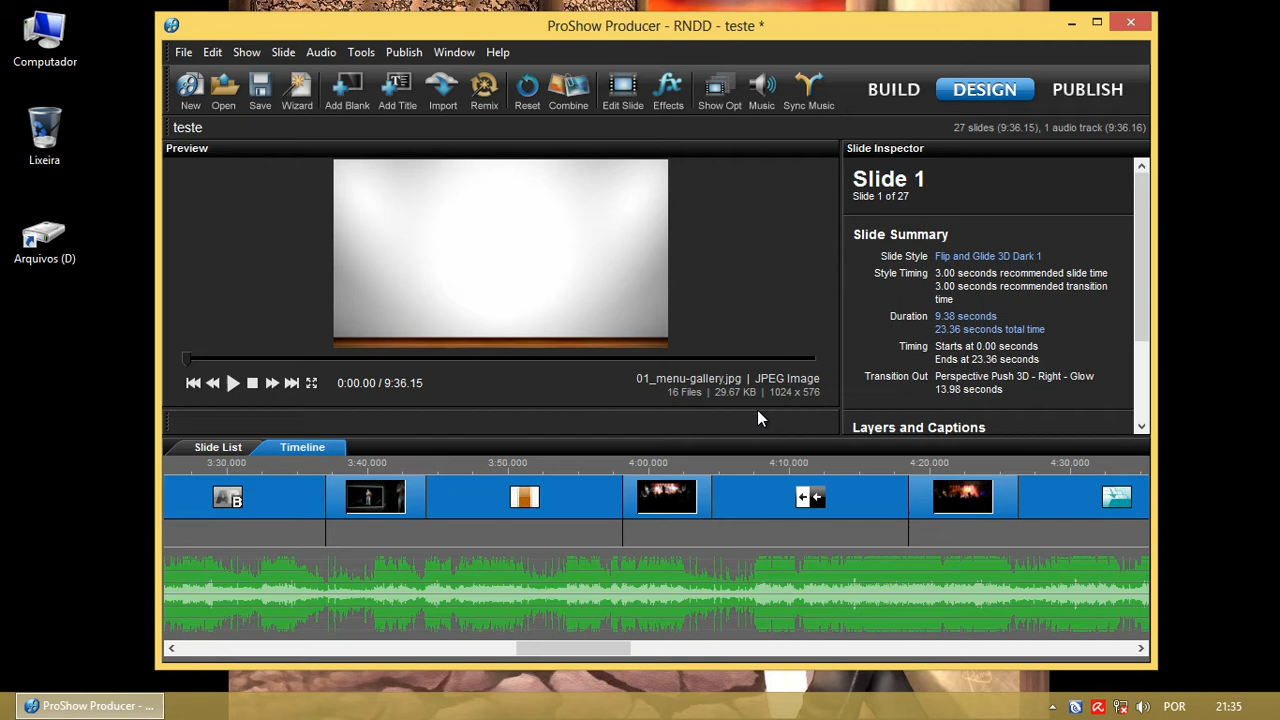 Computador
Lixeira
Arquivos (D)
ProShow Producer - RNDD - teste *
File Edit Show Slide Audio Tools Publish Window Help
New Open Save Wizard Add Blank Add Title Import Remix Reset Combine Edit Slide Effects Show Opt Music Sync Music
BUILD DESIGN PUBLISH
teste
27 slides (9:36.15), 1 audio track (9:36.16)
Preview
0:00.00 / 9:36.15
01_menu-gallery.jpg | JPEG Image
16 Files | 29.67 KB | 1024 x 576
Slide Inspector
Slide 1
Slide 1 of 27
Slide Summary
Slide Style Flip and Glide 3D Dark 1
Style Timing 3.00 seconds recommended slide time
3.00 seconds recommended transition
time
Duration 9.38 seconds
23.36 seconds total time
Timing Starts at 0.00 seconds
Ends at 23.36 seconds
Transition Out Perspective Push 3D - Right - Glow
13.98 seconds
Layers and Captions
Slide List Timeline
3:30.000 3:40.000 3:50.000 4:00.000 4:10.000 4:20.000 4:30.000
A B
ProShow Producer - ...
POR 21:35